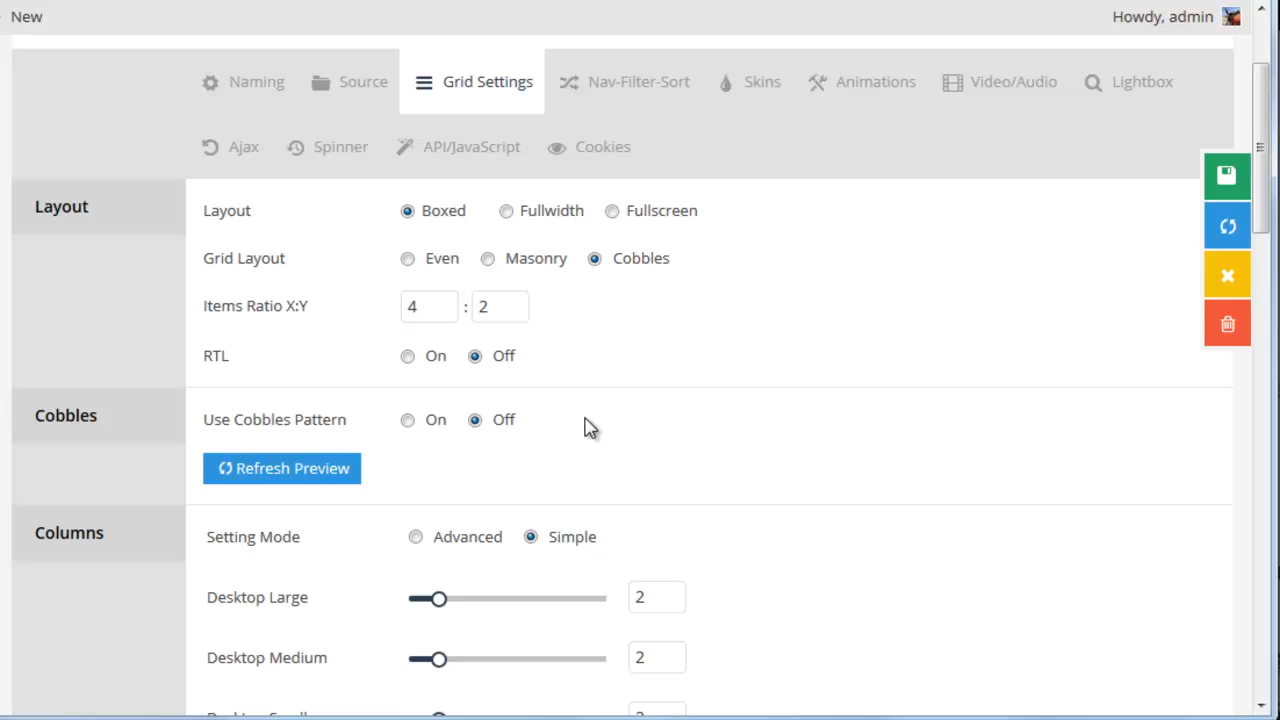 New Howdy, admin
Naming Source Grid Settings Nav-Filter-Sort Skins Animations Video/Audio Lightbox
Ajax Spinner API/JavaScript Cookies
Layout Layout Boxed Fullwidth Fullscreen
Grid Layout Even Masonry Cobbles
Items Ratio X:Y 4 : 2
RTL On Off
Cobbles Use Cobbles Pattern On Off
Refresh Preview
Columns Setting Mode Advanced Simple
Desktop Large 2
Desktop Medium 2